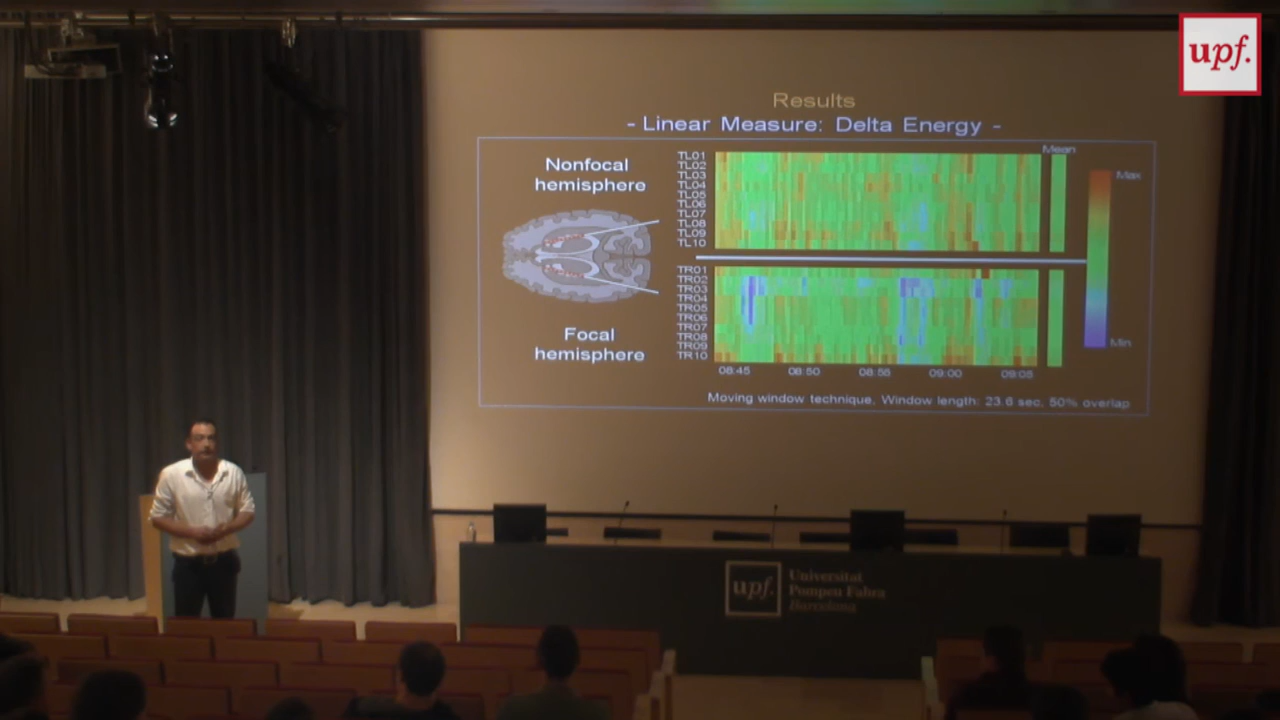 upf.
Results
- Linear Measure: Delta Energy -
Nonfocal
hemisphere
Focal
hemisphere
TL01
TL02
TL03
TL04
TL05
TL06
TL07
TL08
TL09
TL10
TR01
TR02
TR03
TR04
TR05
TR06
TR07
TR08
TR09
TR10
Mean
Max
Min
08:45 08:50 08:55 09:00 09:05
Moving window technique. Window length: 23.6 sec, 50% overlap
upf.
Universitat
Pompeu Fabra
Barcelona